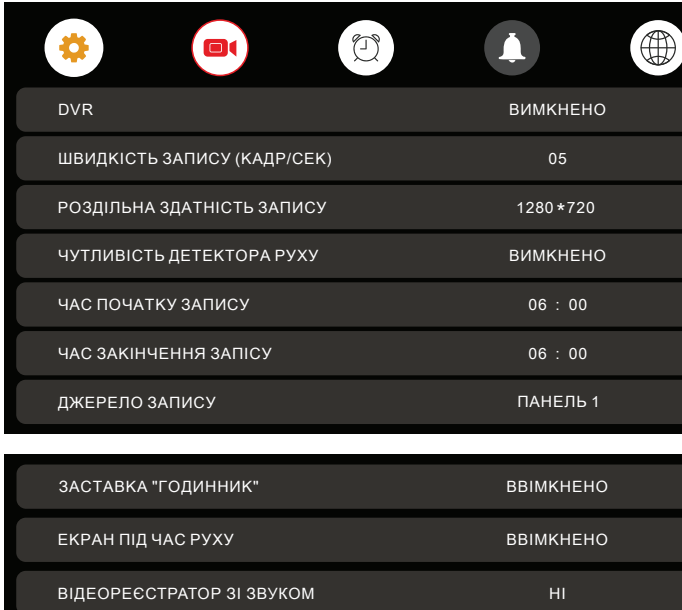 DVR ВИМКНЕНО
ШВИДКІСТЬ ЗАПИСУ (КАДР/СЕК) 05
РОЗДІЛЬНА ЗДАТНІСТЬ ЗАПИСУ 1280*720
ЧУТЛИВІСТЬ ДЕТЕКТОРА РУХУ ВИМКНЕНО
ЧАС ПОЧАТКУ ЗАПИСУ 06 : 00
ЧАС ЗАКІНЧЕННЯ ЗАПІСУ 06 : 00
ДЖЕРЕЛО ЗАПИСУ ПАНЕЛЬ 1
ЗАСТАВКА "ГОДИННИК" ВВІМКНЕНО
ЕКРАН ПІД ЧАС РУХУ ВВІМКНЕНО
ВІДЕОРЕЄСТРАТОР ЗІ ЗВУКОМ НІ